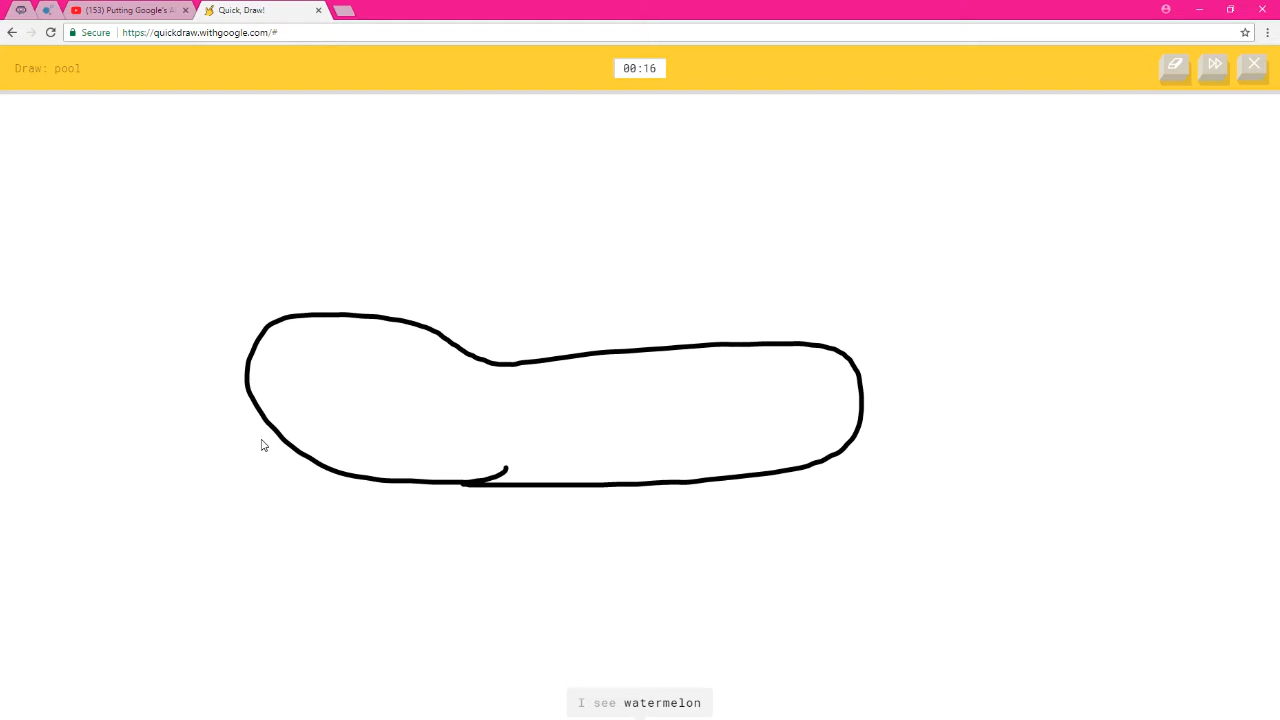 (153) Putting Google's A
Quick, Draw!
Secure
https://quickdraw.withgoogle.com/#
Draw: pool
00:16
I see watermelon